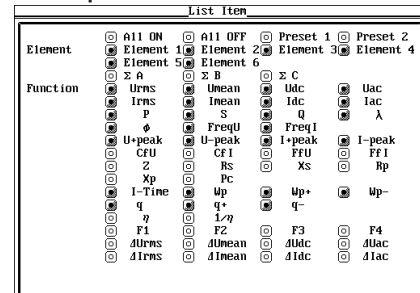 List Item
All ON All OFF Preset 1 Preset 2
Element Element 1 Element 2 Element 3 Element 4
Element 5 Element 6
Σ A Σ B Σ C
Function Urms Umean Udc Uac
Irms Imean Idc Iac
P S Q λ
ϕ FreqU FreqI
U+peak U-peak I+peak I-peak
CfU CfI FfU FfI
Z Rs Xs Rp
Xp Pc
I-Time Wp Wp+ Wp-
q q+ q-
η 1/η
F1 F2 F3 F4
ΔUrms ΔUmean ΔUdc ΔUac
ΔIrms ΔImean ΔIdc ΔIac